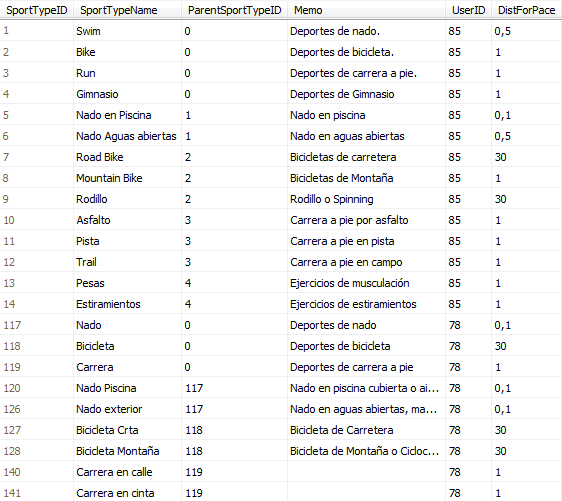 SportTypeID SportTypeName ParentSportTypeID Memo UserID DistForPace
1 Swim 0 Deportes de nado. 85 0,5
2 Bike 0 Deportes de bicicleta. 85 1
3 Run 0 Deportes de carrera a pie. 85 1
4 Gimnasio 0 Deportes de Gimnasio 85 1
5 Nado en Piscina 1 Nado en piscina 85 0,1
6 Nado Aguas abiertas 1 Nado en aguas abiertas 85 0,5
7 Road Bike 2 Bicicletas de carretera 85 30
8 Mountain Bike 2 Bicicletas de Montaña 85 1
9 Rodillo 2 Rodillo o Spinning 85 30
10 Asfalto 3 Carrera a pie por asfalto 85 1
11 Pista 3 Carrera a pie en pista 85 1
12 Trail 3 Carrera a pie en campo 85 1
13 Pesas 4 Ejercicios de musculación 85 1
14 Estiramientos 4 Ejercicios de estiramientos 85 1
117 Nado 0 Deportes de nado 78 0,1
118 Bicicleta 0 Deportes de bicicleta 78 30
119 Carrera 0 Deportes de carrera a pie 78 1
120 Nado Piscina 117 Nado en piscina cubierta o ai... 78 0,1
126 Nado exterior 117 Nado en aguas abiertas, ma... 78 0,1
127 Bicicleta Crta 118 Bicicleta de Carretera 78 30
128 Bicicleta Montaña 118 Bicicleta de Montaña o Cicloc... 78 30
140 Carrera en calle 119 78 1
141 Carrera en cinta 119 78 1